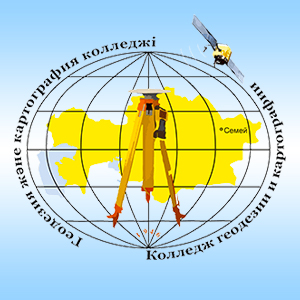 Геодезия және картография колледжі
Семей
Колледж геодезии и картографии